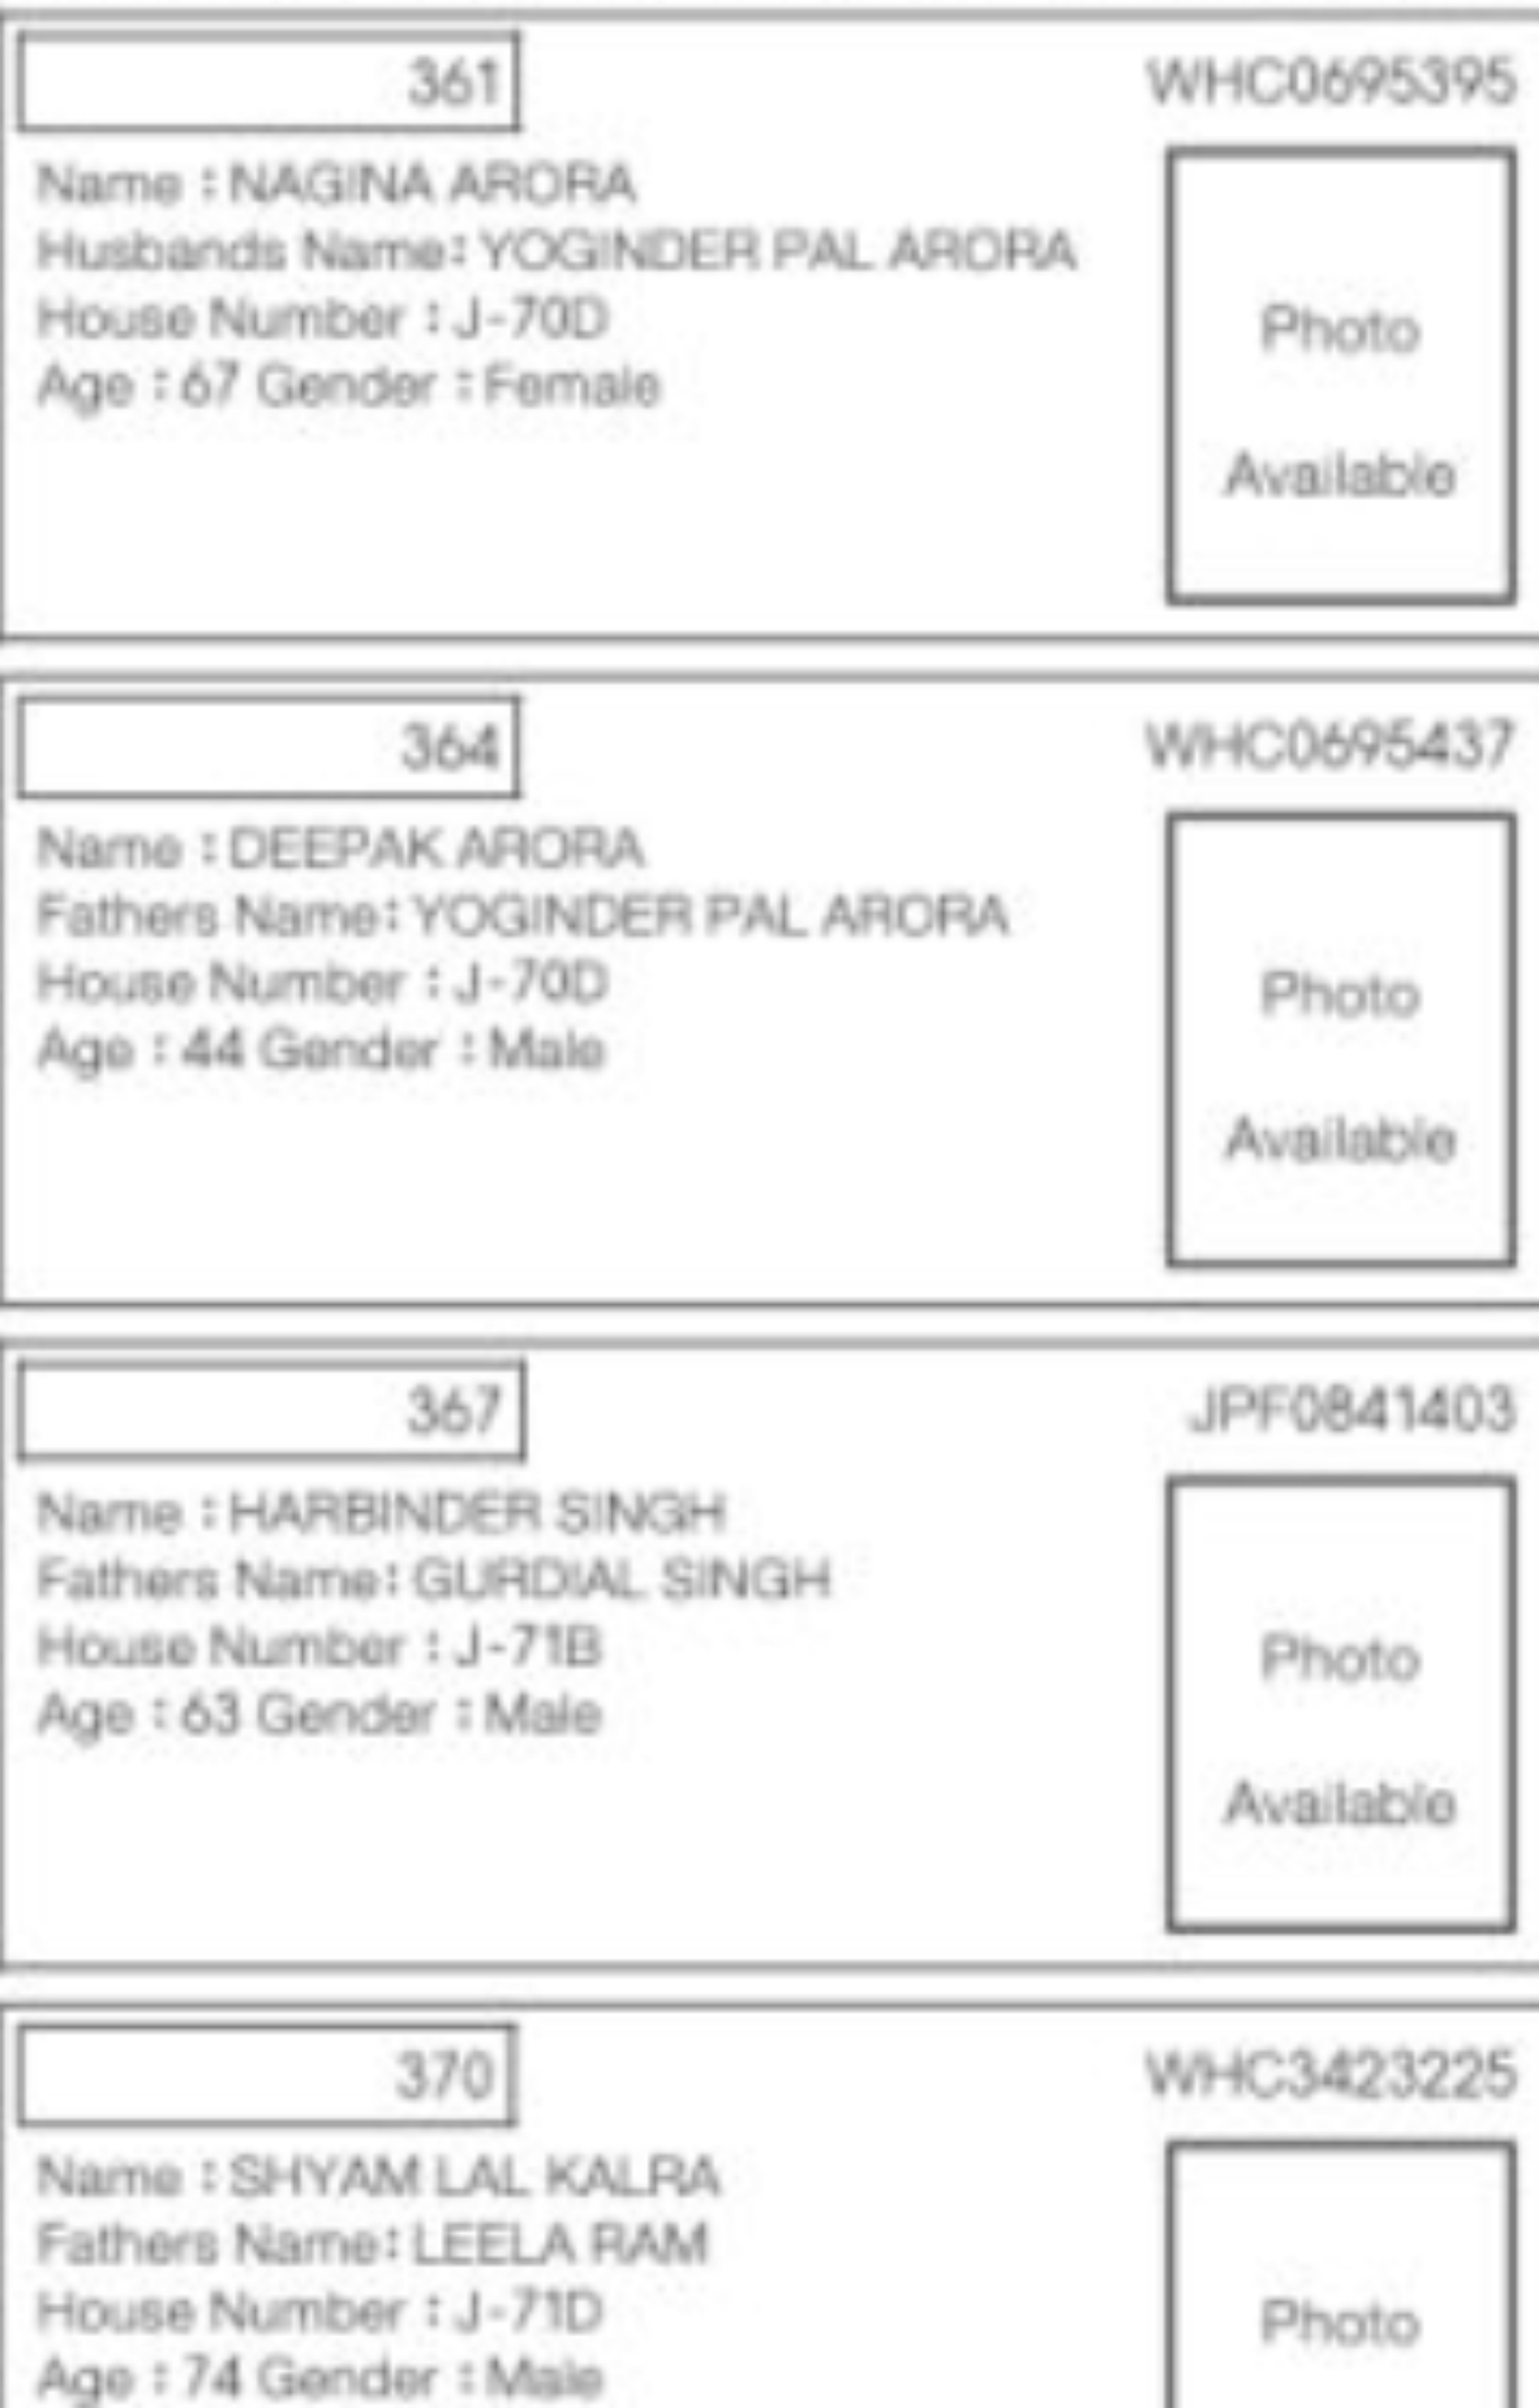 361 WHC0695395
Name : NAGINA ARORA
Husbands Name: YOGINDER PAL ARORA
House Number : J-70D
Age : 67 Gender : Female
Photo
Available
364 WHC0695437
Name : DEEPAK ARORA
Fathers Name: YOGINDER PAL ARORA
House Number : J-70D
Age : 44 Gender : Male
Photo
Available
367 JPF0841403
Name : HARBINDER SINGH
Fathers Name: GURDIAL SINGH
House Number : J-71B
Age : 63 Gender : Male
Photo
Available
370 WHC3423225
Name : SHYAM LAL KALRA
Fathers Name: LEELA RAM
House Number : J-71D
Age : 74 Gender : Male
Photo